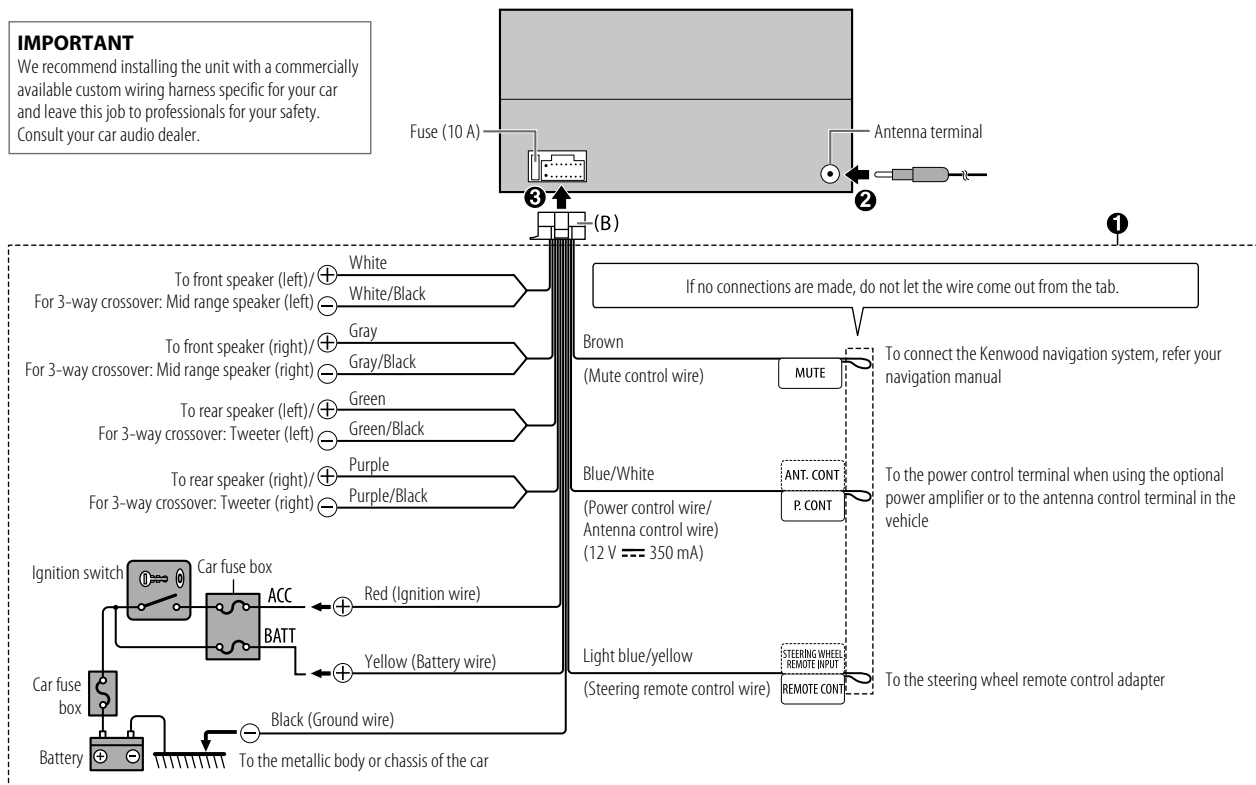 IMPORTANT
We recommend installing the unit with a commercially
available custom wiring harness specific for your car
and leave this job to professionals for your safety.
Consult your car audio dealer.
Fuse (10 A)
Antenna terminal
❸
❷
(B)
❶
To front speaker (left)/
For 3-way crossover: Mid range speaker (left)
⊕
⊖
White
White/Black
To front speaker (right)/
For 3-way crossover: Mid range speaker (right)
⊕
⊖
Gray
Gray/Black
To rear speaker (left)/
For 3-way crossover: Tweeter (left)
⊕
⊖
Green
Green/Black
To rear speaker (right)/
For 3-way crossover: Tweeter (right)
⊕
⊖
Purple
Purple/Black
If no connections are made, do not let the wire come out from the tab.
Brown
(Mute control wire)
MUTE
To connect the Kenwood navigation system, refer your
navigation manual
Blue/White
(Power control wire/
Antenna control wire)
(12 V ⎓ 350 mA)
ANT. CONT
P. CONT
To the power control terminal when using the optional
power amplifier or to the antenna control terminal in the
vehicle
Light blue/yellow
(Steering remote control wire)
STEERING WHEEL
REMOTE INPUT
REMOTE CONT
To the steering wheel remote control adapter
Ignition switch
Car fuse box
ACC
⊕
Red (Ignition wire)
BATT
⊕
Yellow (Battery wire)
Car fuse
box
⊖
Black (Ground wire)
Battery
⊕
⊖
To the metallic body or chassis of the car